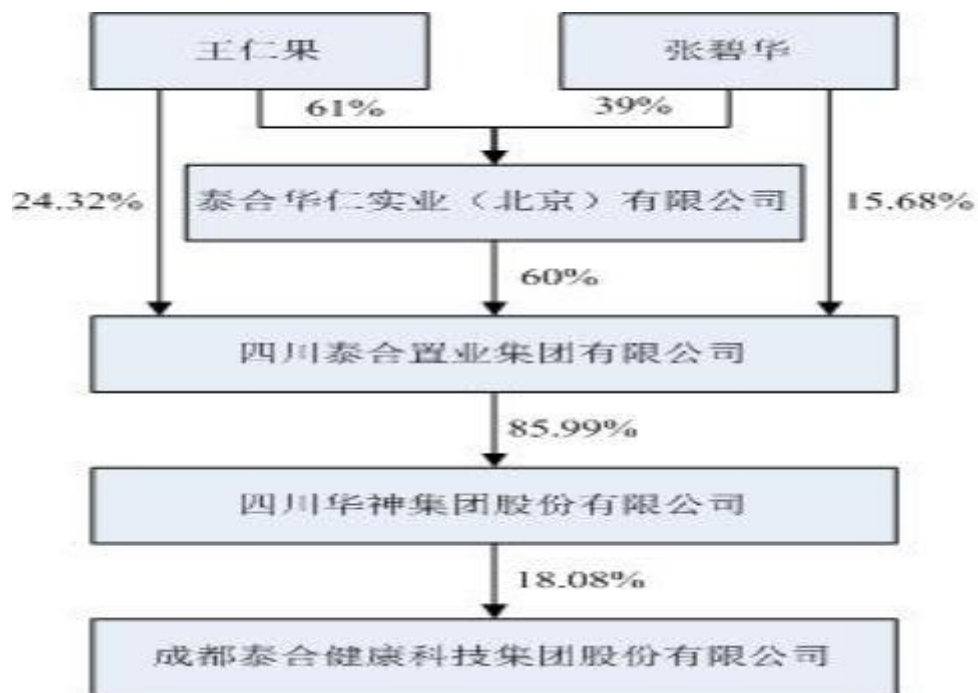 王仁果
张碧华
61%
39%
24.32%
泰合华仁实业（北京）有限公司
15.68%
60%
四川泰合置业集团有限公司
85.99%
四川华神集团股份有限公司
18.08%
成都泰合健康科技集团股份有限公司